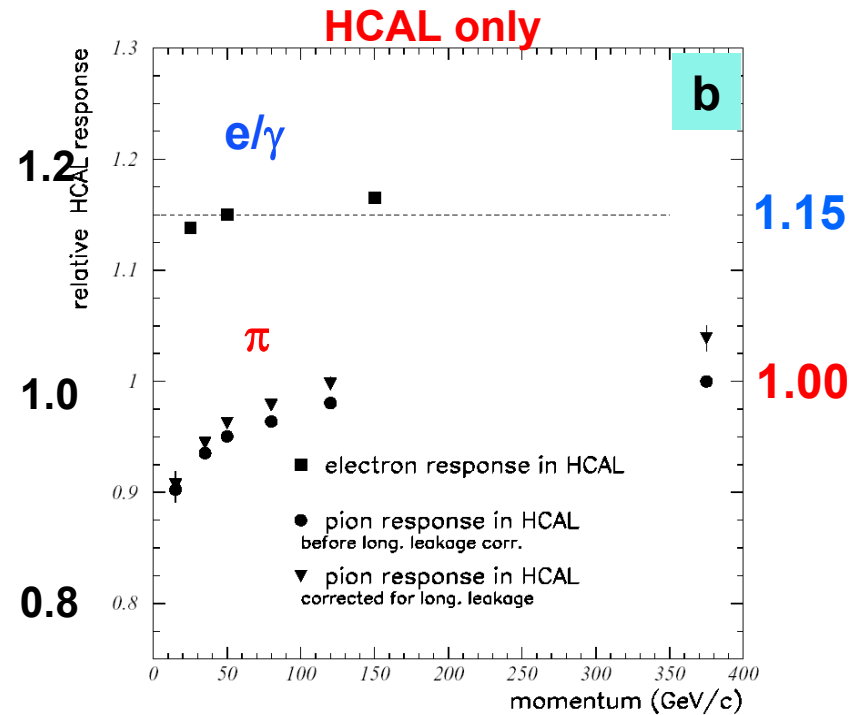 HCAL only
b
e/γ
π
1.2
1.0
0.8
1.15
1.00
relative HCAL response
1.3
1.2
1.1
1
0.9
0.8
electron response in HCAL
pion response in HCAL
before long. leakage corr.
pion response in HCAL
corrected for long. leakage
0 50 100 150 200 250 300 350 400
momentum (GeV/c)